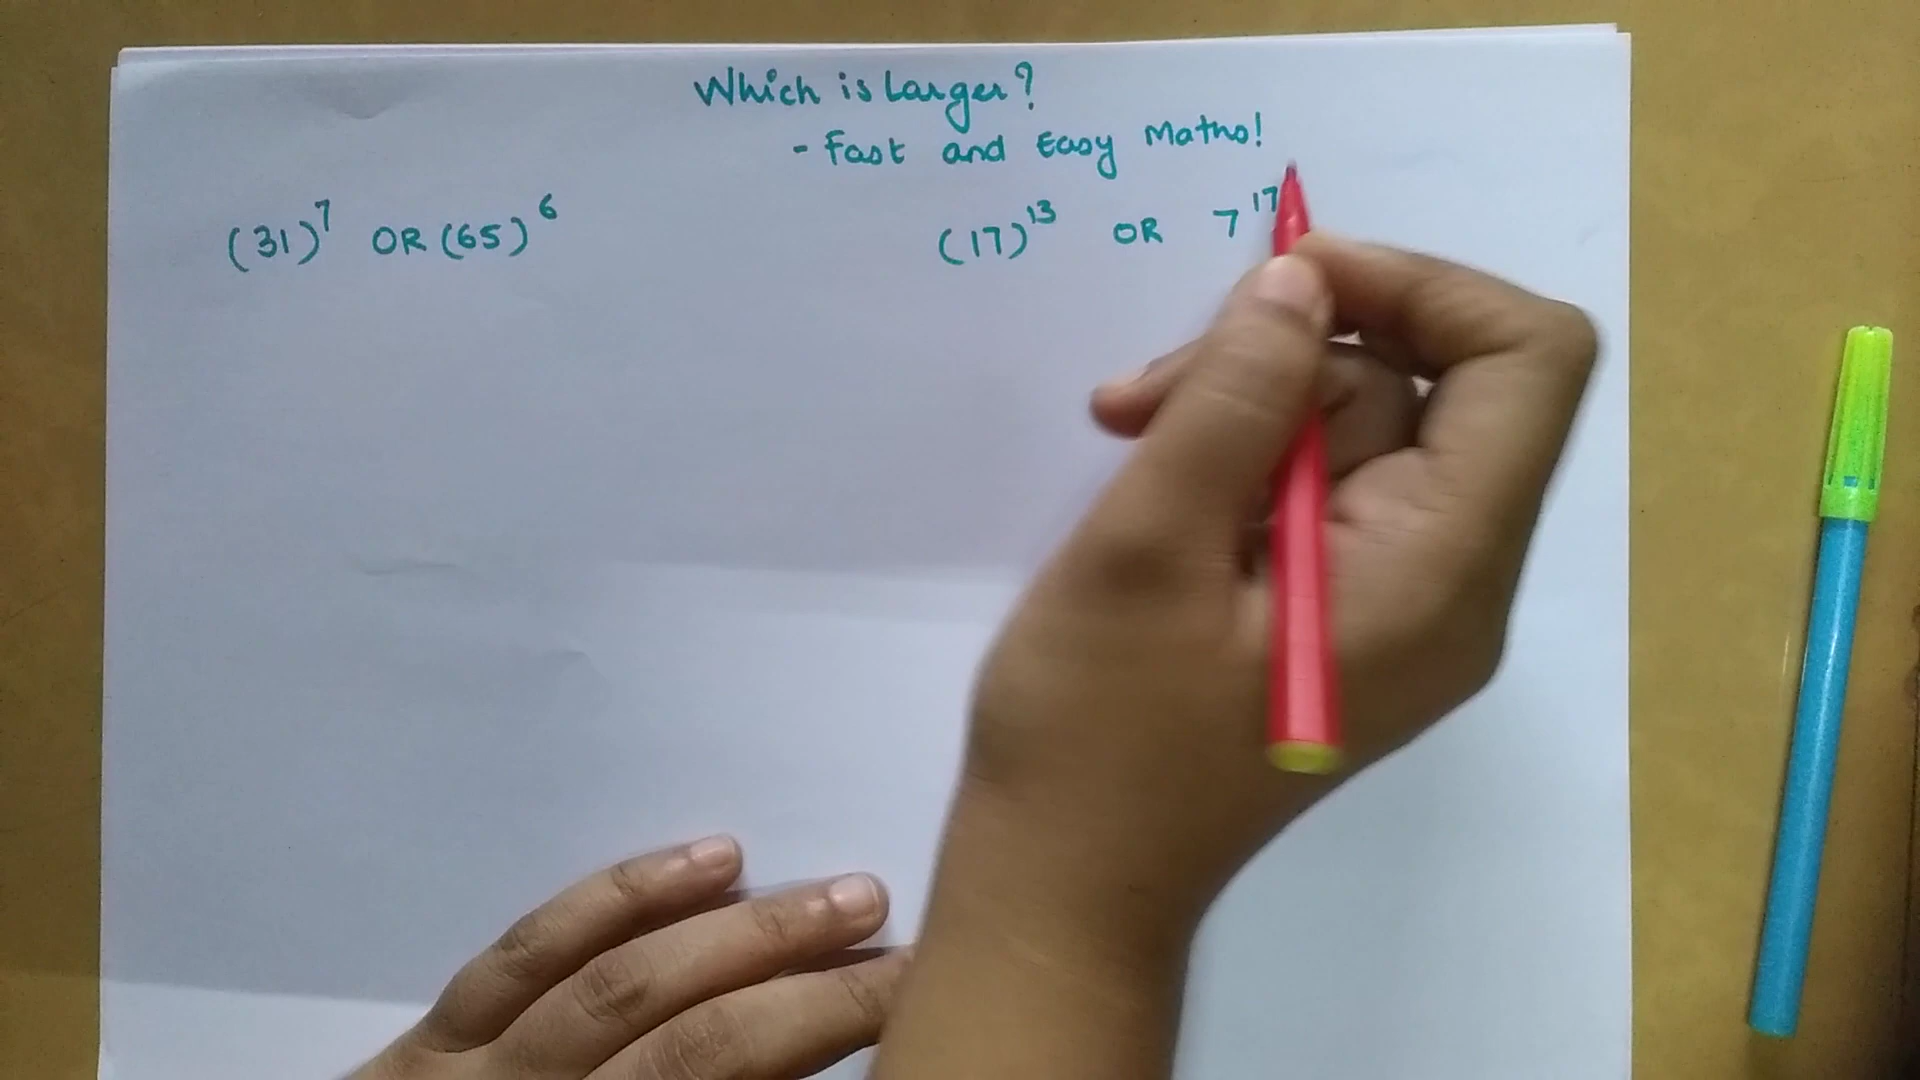 Which is Larger?
- Fast and Easy Maths!
(31)^7 OR (65)^6
(17)^13 OR 7^17